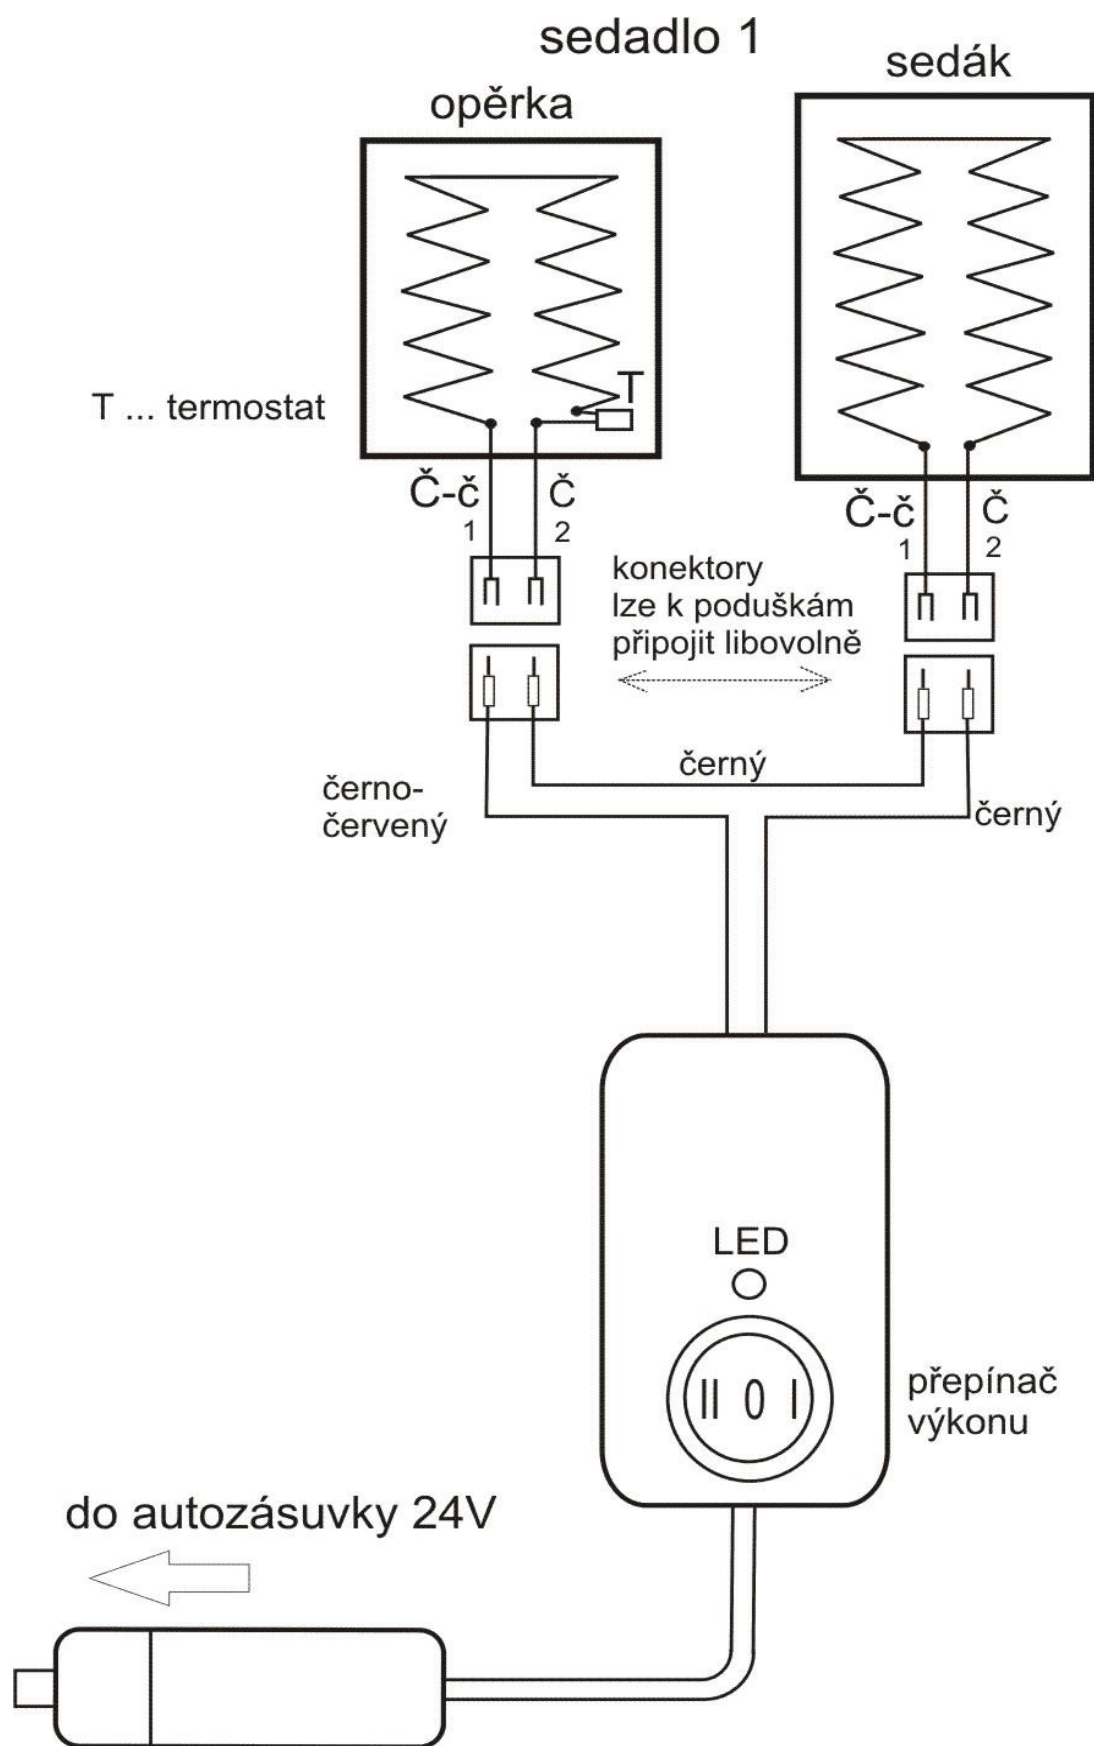 sedadlo 1
opěrka
sedák
T
T ... termostat
Č-č
1
Č
2
Č-č
1
Č
2
konektory
lze k poduškám
připojit libovolně
černý
černo-
červený
černý
LED
II 0 I
přepínač
výkonu
do autozásuvky 24V